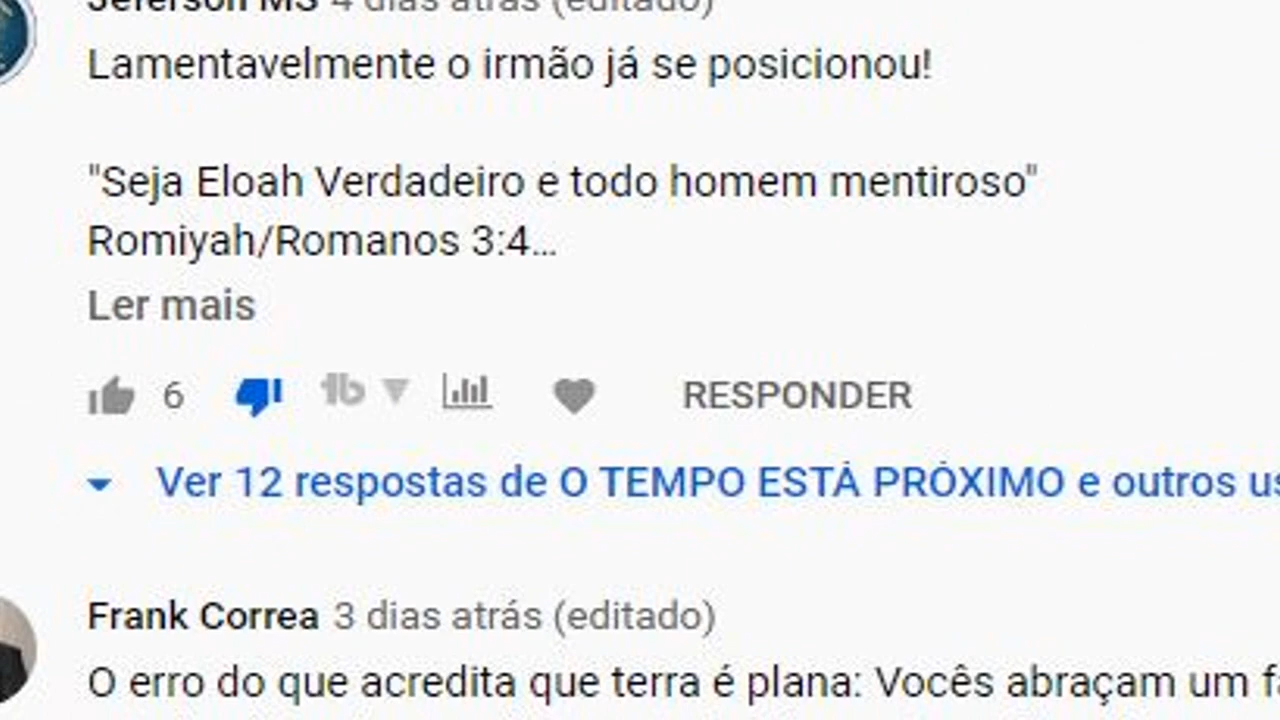 Jeferson MS 4 dias atrás (editado)
Lamentavelmente o irmão já se posicionou!
"Seja Eloah Verdadeiro e todo homem mentiroso"
Romiyah/Romanos 3:4...
Ler mais
6 RESPONDER
Ver 12 respostas de O TEMPO ESTÁ PRÓXIMO e outros
Frank Correa 3 dias atrás (editado)
O erro do que acredita que terra é plana: Vocês abraçam um